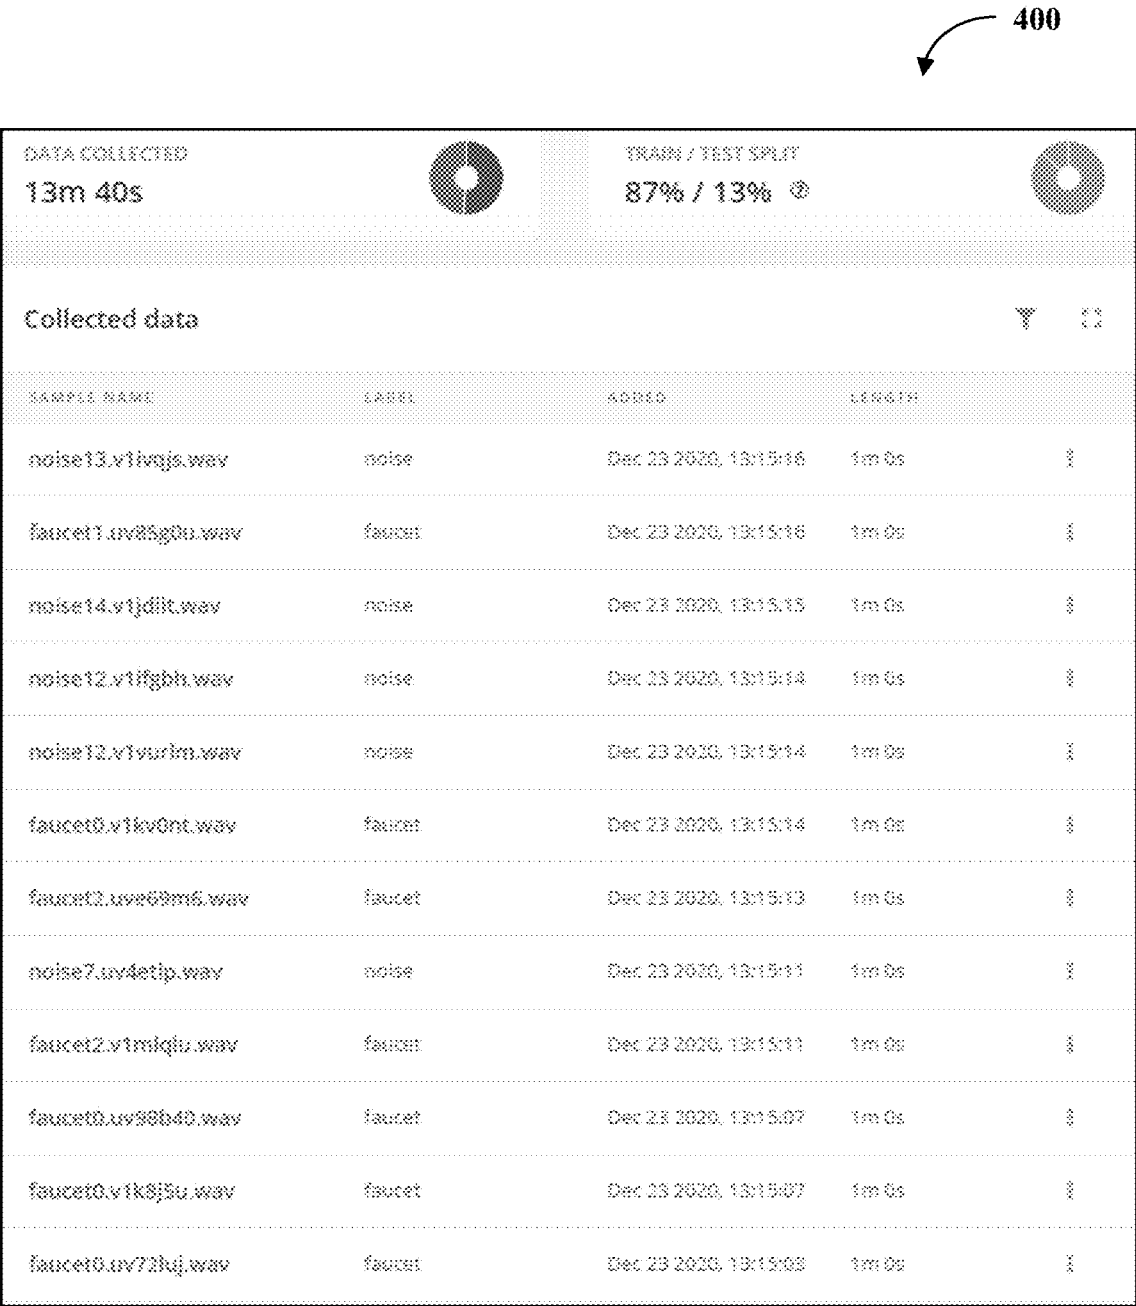 400
DATA COLLECTED
13m 40s
TRAIN / TEST SPLIT
87% / 13%
Collected data
SAMPLE NAME LABEL ADDED LENGTH
noise13.v1ivqjs.wav noise Dec 23 2020, 13:15:16 1m 0s
faucet1.uv85g0u.wav faucet Dec 23 2020, 13:15:16 1m 0s
noise14.v1jdiit.wav noise Dec 23 2020, 13:15:15 1m 0s
noise12.v1ifgbh.wav noise Dec 23 2020, 13:15:14 1m 0s
noise12.v1vurlm.wav noise Dec 23 2020, 13:15:14 1m 0s
faucet0.v1kv0nt.wav faucet Dec 23 2020, 13:15:14 1m 0s
faucet2.uve69m6.wav faucet Dec 23 2020, 13:15:13 1m 0s
noise7.uv4etip.wav noise Dec 23 2020, 13:15:11 1m 0s
faucet2.v1mlqiu.wav faucet Dec 23 2020, 13:15:11 1m 0s
faucet0.uv98b40.wav faucet Dec 23 2020, 13:15:07 1m 0s
faucet0.v1k8j5u.wav faucet Dec 23 2020, 13:15:07 1m 0s
faucet0.uv72luj.wav faucet Dec 23 2020, 13:15:03 1m 0s